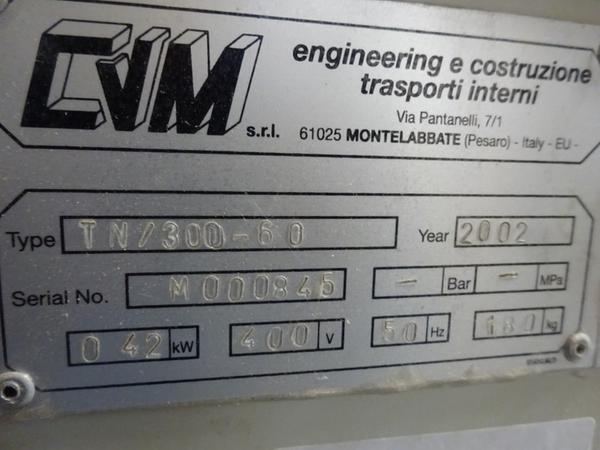 CVM s.r.l.
engineering e costruzione
trasporti interni
Via Pantanelli, 7/1
61025 MONTELABBATE (Pesaro) - Italy - EU -
Type TN/300-60 Year 2002
Serial No. M000845 - Bar - MPa
0 42 kW 400 V 50 Hz 180 kg